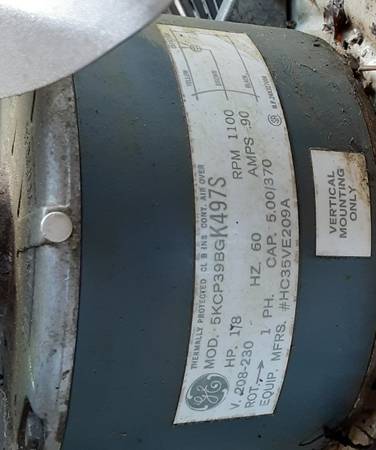 THERMALLY PROTECTED CL B INS CONT. AIR OVER
MOD. 5KCP39BGK497S
HP. 1/8 RPM 1100
V. 208-230 HZ. 60 AMPS .90
ROT. 1 PH. CAP. 5.00/370
EQUIP. MFRS. #HC35VE209A
VERTICAL
MOUNTING
ONLY